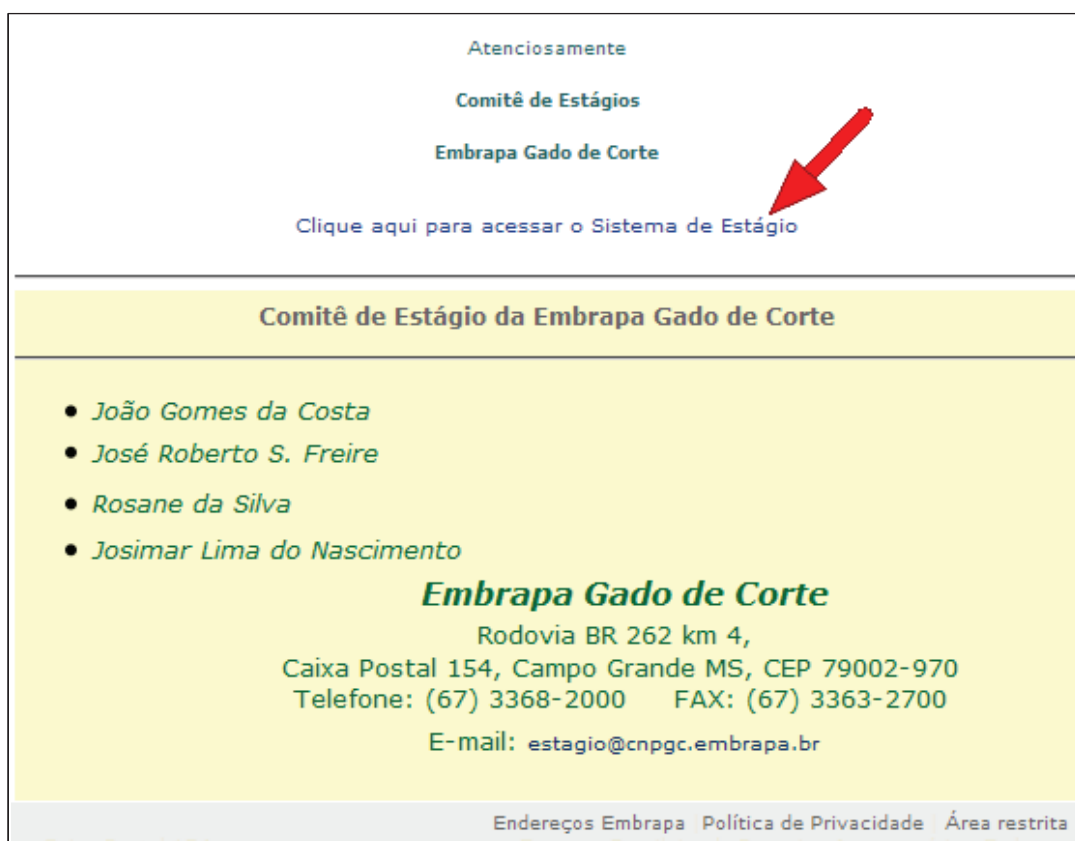 Atenciosamente
Comitê de Estágios
Embrapa Gado de Corte
Clique aqui para acessar o Sistema de Estágio
Comitê de Estágio da Embrapa Gado de Corte
João Gomes da Costa
José Roberto S. Freire
Rosane da Silva
Josimar Lima do Nascimento
Embrapa Gado de Corte
Rodovia BR 262 km 4,
Caixa Postal 154, Campo Grande MS, CEP 79002-970
Telefone: (67) 3368-2000 FAX: (67) 3363-2700
E-mail: estagio@cnpgc.embrapa.br
Endereços Embrapa Política de Privacidade Área restrita